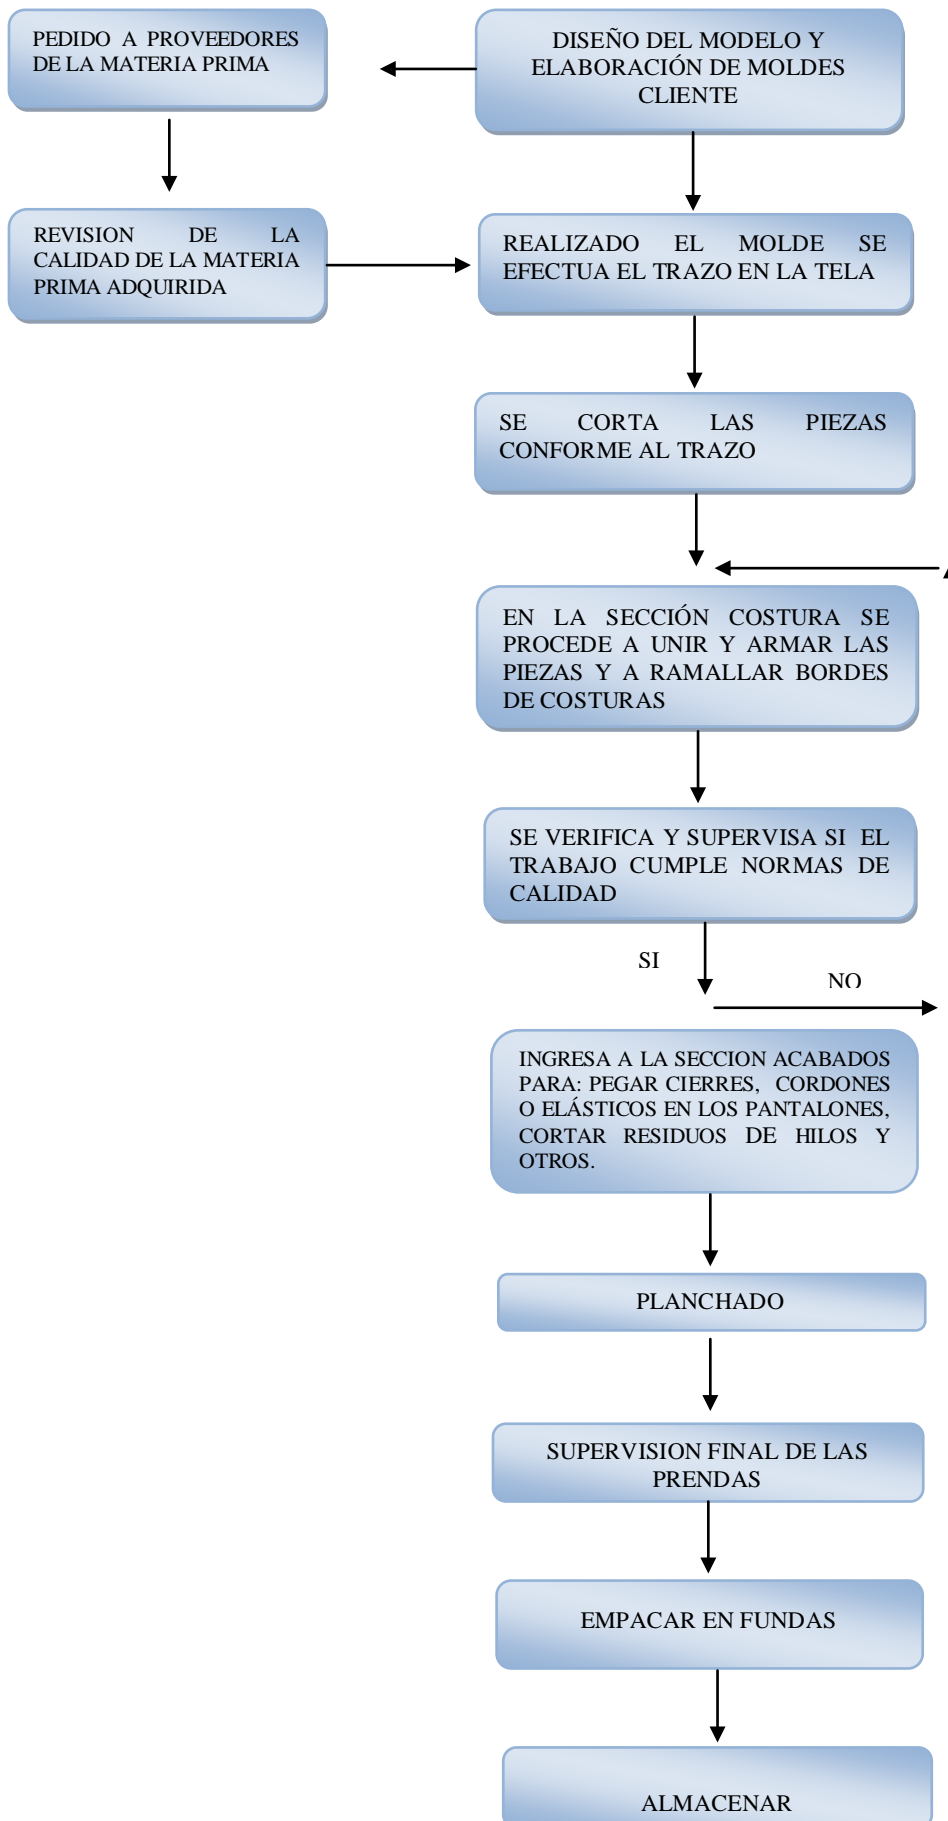 PEDIDO A PROVEEDORES
DE LA MATERIA PRIMA
DISEÑO DEL MODELO Y
ELABORACIÓN DE MOLDES
CLIENTE
REVISION DE LA
CALIDAD DE LA MATERIA
PRIMA ADQUIRIDA
REALIZADO EL MOLDE SE
EFECTUA EL TRAZO EN LA TELA
SE CORTA LAS PIEZAS
CONFORME AL TRAZO
EN LA SECCIÓN COSTURA SE
PROCEDE A UNIR Y ARMAR LAS
PIEZAS Y A RAMALLAR BORDES
DE COSTURAS
SE VERIFICA Y SUPERVISA SI EL
TRABAJO CUMPLE NORMAS DE
CALIDAD
SI
NO
INGRESA A LA SECCION ACABADOS
PARA: PEGAR CIERRES, CORDONES
O ELÁSTICOS EN LOS PANTALONES,
CORTAR RESIDUOS DE HILOS Y
OTROS.
PLANCHADO
SUPERVISION FINAL DE LAS
PRENDAS
EMPACAR EN FUNDAS
ALMACENAR